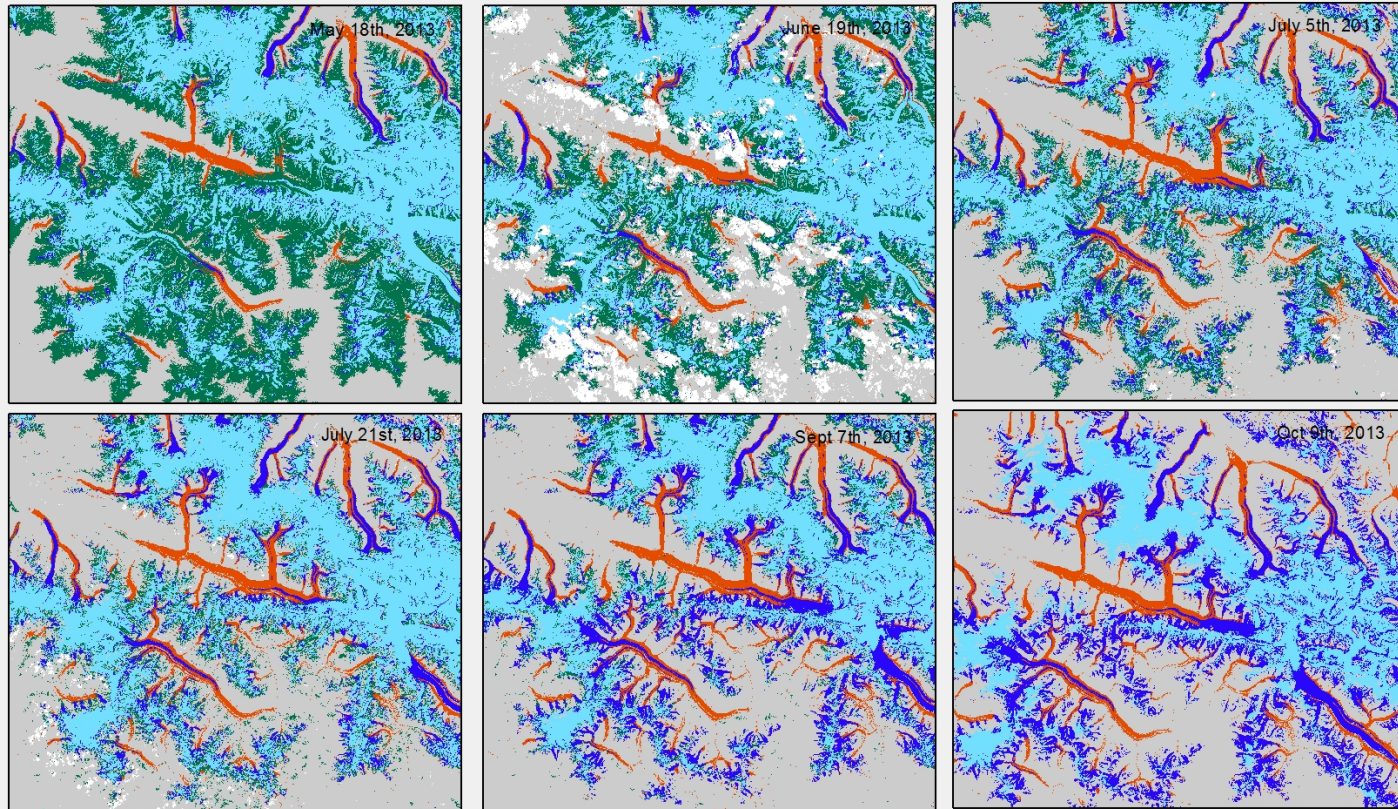 May 18th, 2013
June 19th, 2013
July 5th, 2013
July 21st, 2013
Sept 7th, 2013
Oct 9th, 2013